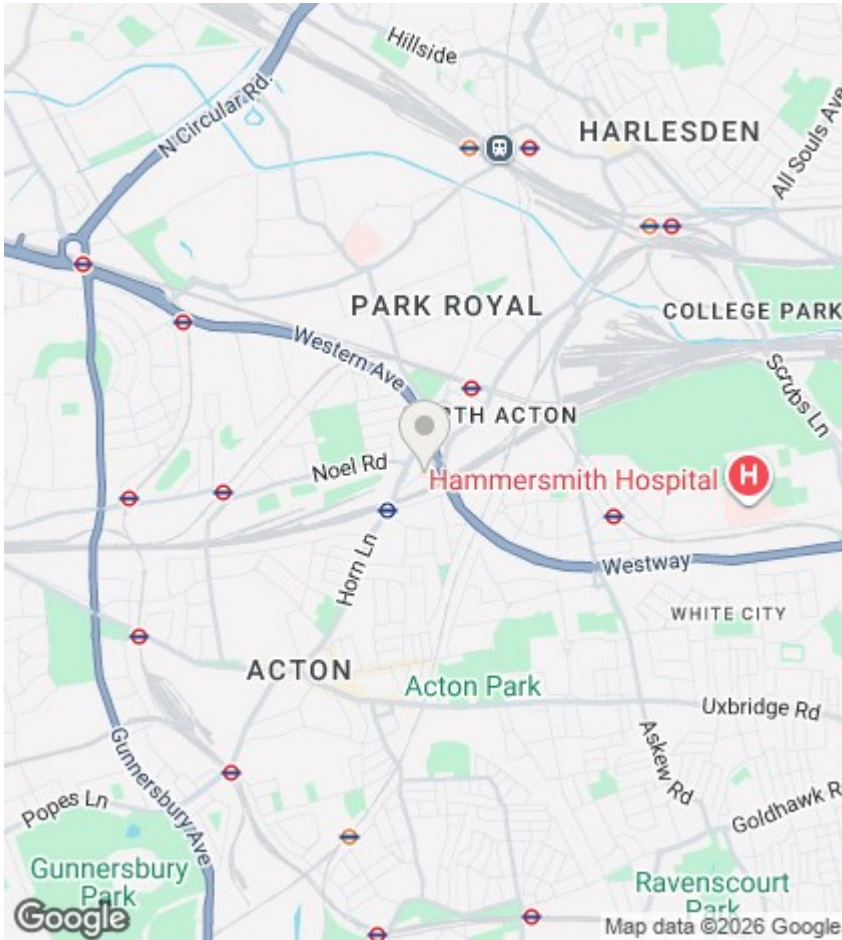 Hillside
N Circular Rd.
HARLESDEN
All Souls Ave
PARK ROYAL
COLLEGE PARK
Western Ave
Scrubs Ln
RTH ACTON
Noel Rd
Hammersmith Hospital
H
Horn Ln
Westway
WHITE CITY
ACTON
Acton Park
Uxbridge Rd
Askew Rd
Gunnersbury Ave
Popes Ln
Goldhawk R
Gunnersbury
Park
Ravenscourt
Park
Google
Map data ©2026 Google